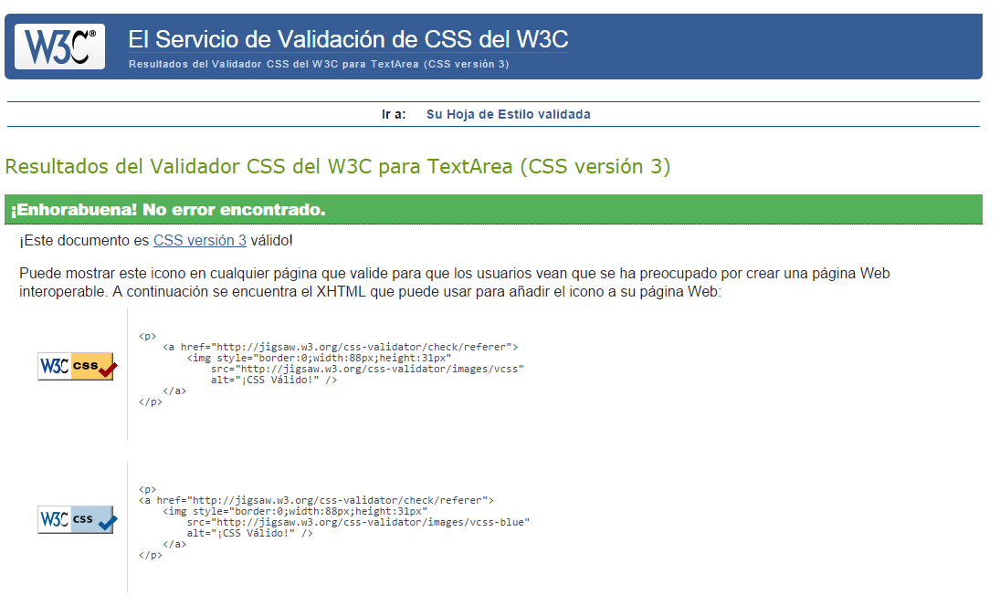 W3C® El Servicio de Validación de CSS del W3C
Resultados del Validador CSS del W3C para TextArea (CSS versión 3)
Ir a: Su Hoja de Estilo validada
Resultados del Validador CSS del W3C para TextArea (CSS versión 3)
¡Enhorabuena! No error encontrado.
¡Este documento es CSS versión 3 válido!
Puede mostrar este icono en cualquier página que valide para que los usuarios vean que se ha preocupado por crear una página Web
interoperable. A continuación se encuentra el XHTML que puede usar para añadir el icono a su página Web:
W3C css
<p>
<a href="http://jigsaw.w3.org/css-validator/check/referer">
<img style="border:0;width:88px;height:31px"
src="http://jigsaw.w3.org/css-validator/images/vcss"
alt="¡CSS Válido!" />
</a>
</p>
W3C css
<p>
<a href="http://jigsaw.w3.org/css-validator/check/referer">
<img style="border:0;width:88px;height:31px"
src="http://jigsaw.w3.org/css-validator/images/vcss-blue"
alt="¡CSS Válido!" />
</a>
</p>